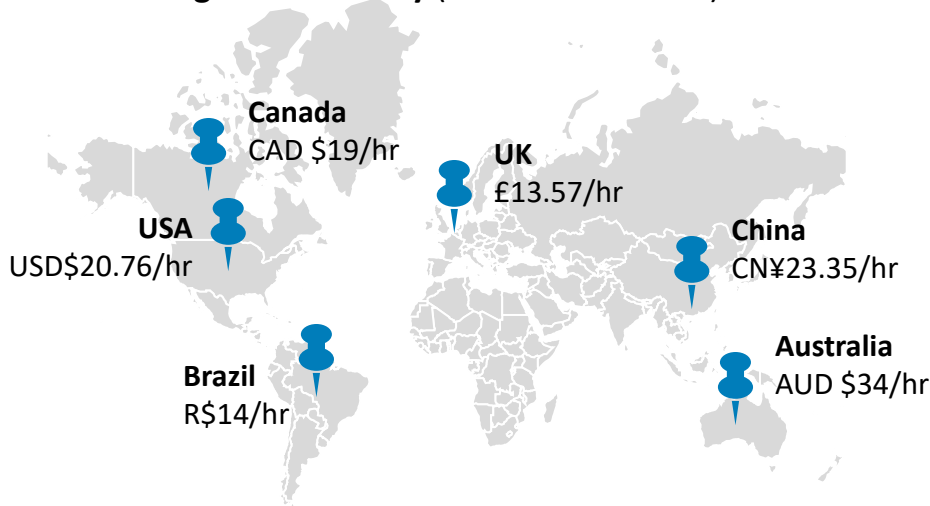 Canada
CAD $19/hr
UK
£13.57/hr
USA
USD$20.76/hr
China
CN¥23.35/hr
Australia
AUD $34/hr
Brazil
R$14/hr